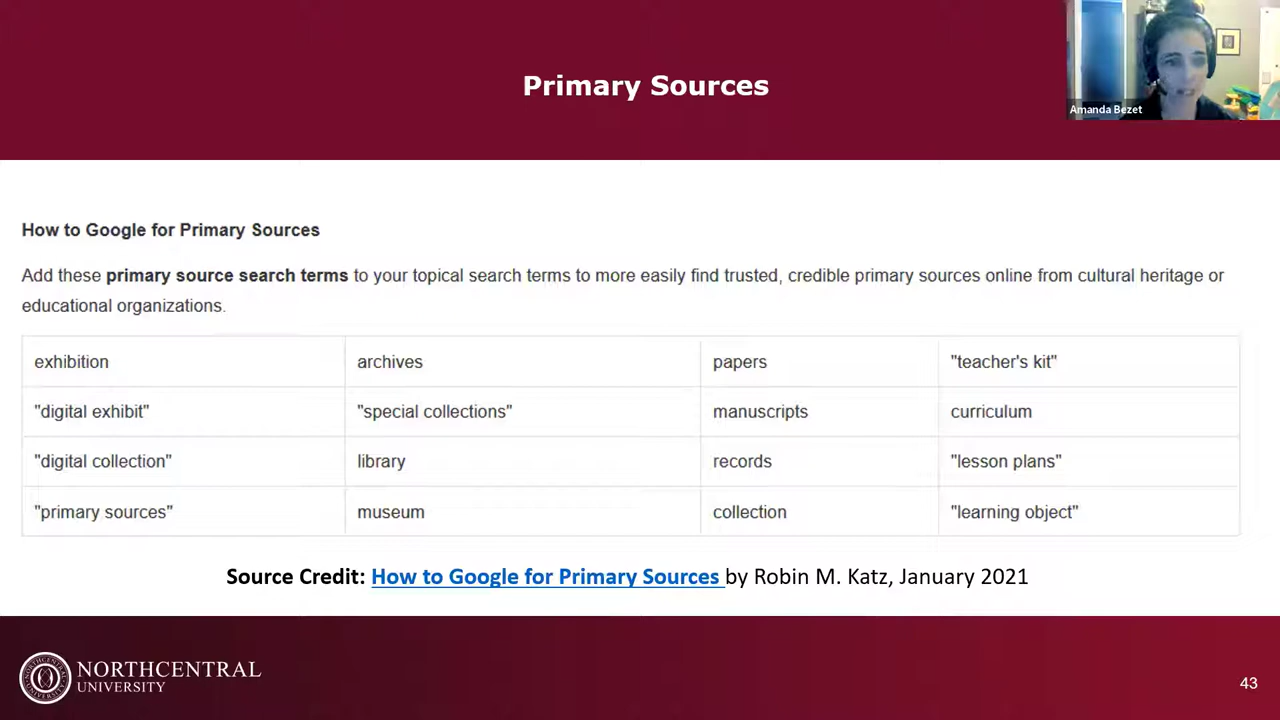 Primary Sources
Amanda Bezet
How to Google for Primary Sources
Add these primary source search terms to your topical search terms to more easily find trusted, credible primary sources online from cultural heritage or
educational organizations.
exhibition archives papers "teacher's kit"
"digital exhibit" "special collections" manuscripts curriculum
"digital collection" library records "lesson plans"
"primary sources" museum collection "learning object"
Source Credit: How to Google for Primary Sources by Robin M. Katz, January 2021
NORTHCENTRAL
UNIVERSITY
43